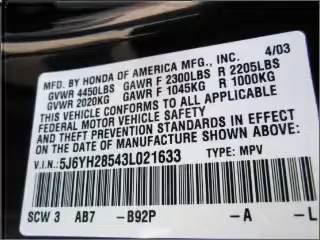 MFD. BY HONDA OF AMERICA MFG., INC. 4/03
GVWR 4450LBS GAWR F 2300LBS R 2205LBS
GVWR 2020KG GAWR F 1045KG R 1000KG
THIS VEHICLE CONFORMS TO ALL APPLICABLE
FEDERAL MOTOR VEHICLE SAFETY
AND THEFT PREVENTION STANDARDS IN EFFECT
ON THE DATE OF MANUFACTURE SHOWN ABOVE.
V.I.N.: 5J6YH28543L021633 TYPE: MPV
SCW 3 AB7 -B92P -A -L